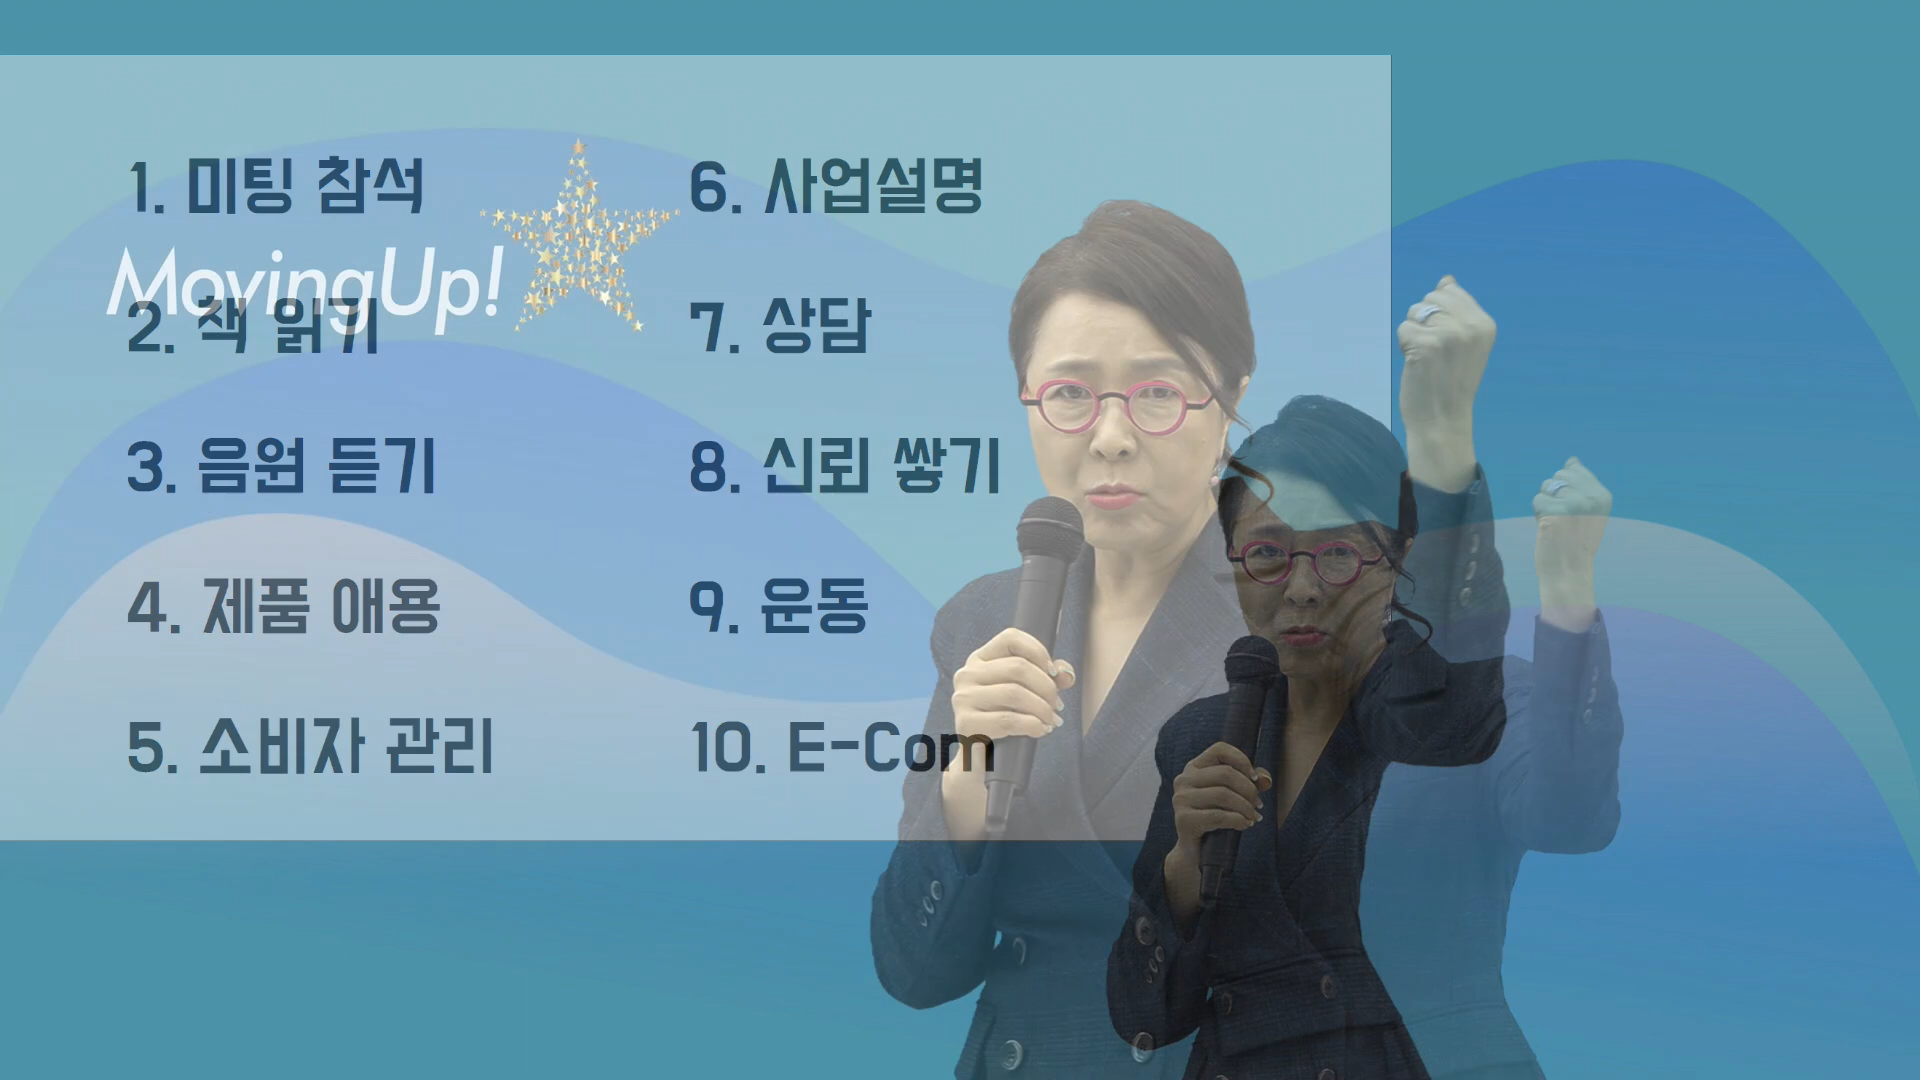 1. 미팅 참석
MovingUp!
2. 책 읽기
3. 음원 듣기
4. 제품 애용
5. 소비자 관리
6. 사업설명
7. 상담
8. 신뢰 쌓기
9. 운동
10. E-Com